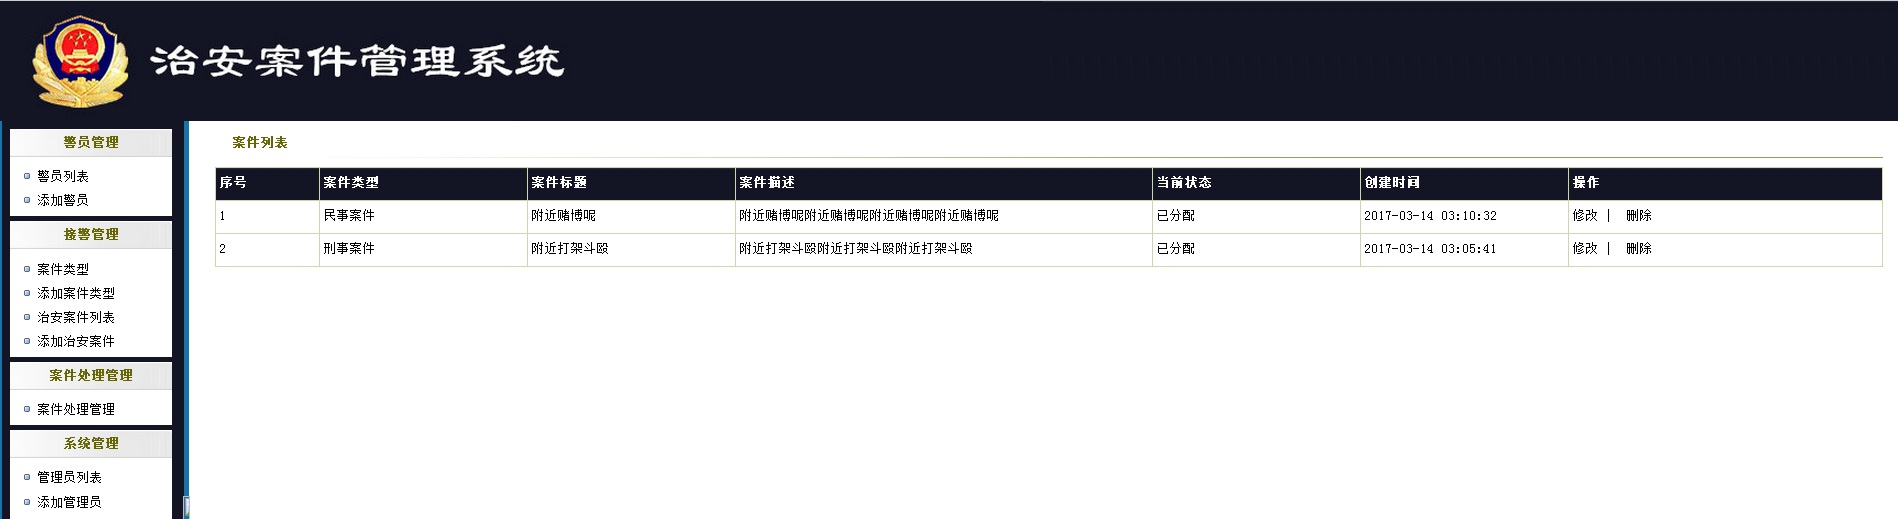 治安案件管理系统
警员管理
警员列表
添加警员
接警管理
案件类型
添加案件类型
治安案件列表
添加治安案件
案件处理管理
案件处理管理
系统管理
管理员列表
添加管理员
案件列表
序号 案件类型 案件标题 案件描述 当前状态 创建时间 操作
1 民事案件 附近赌博呢 附近赌博呢附近赌博呢附近赌博呢附近赌博呢 已分配 2017-03-14 03:10:32 修改 | 删除
2 刑事案件 附近打架斗殴 附近打架斗殴附近打架斗殴附近打架斗殴 已分配 2017-03-14 03:05:41 修改 | 删除